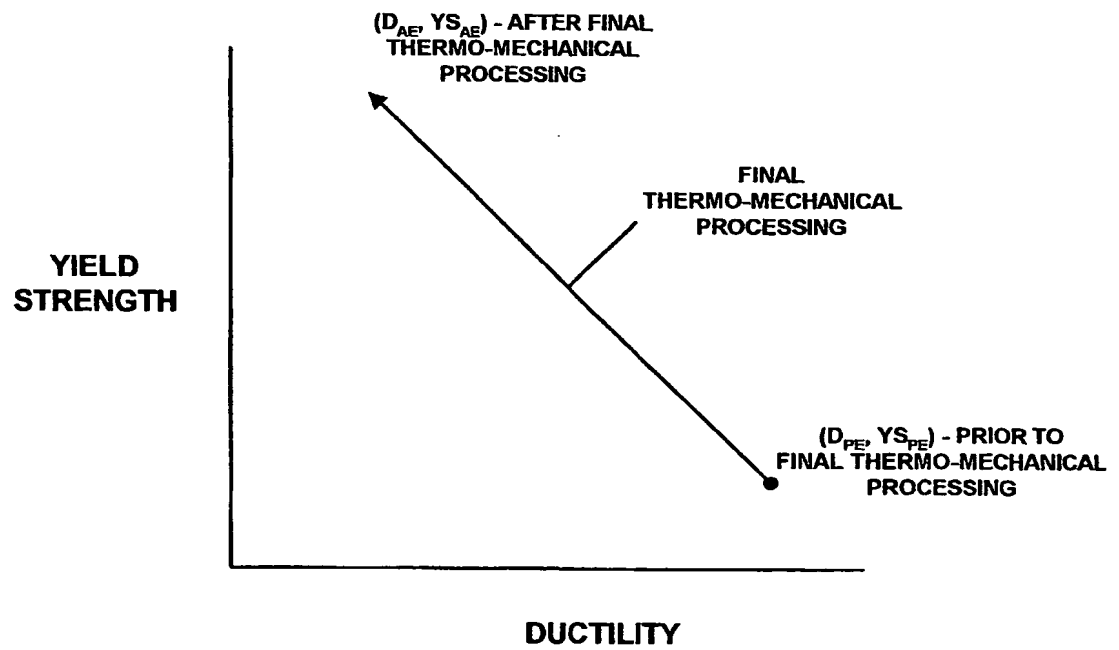 (D_AE, YS_AE) - AFTER FINAL
THERMO-MECHANICAL
PROCESSING
FINAL
THERMO-MECHANICAL
PROCESSING
YIELD
STRENGTH
(D_PE, YS_PE) - PRIOR TO
FINAL THERMO-MECHANICAL
PROCESSING
DUCTILITY